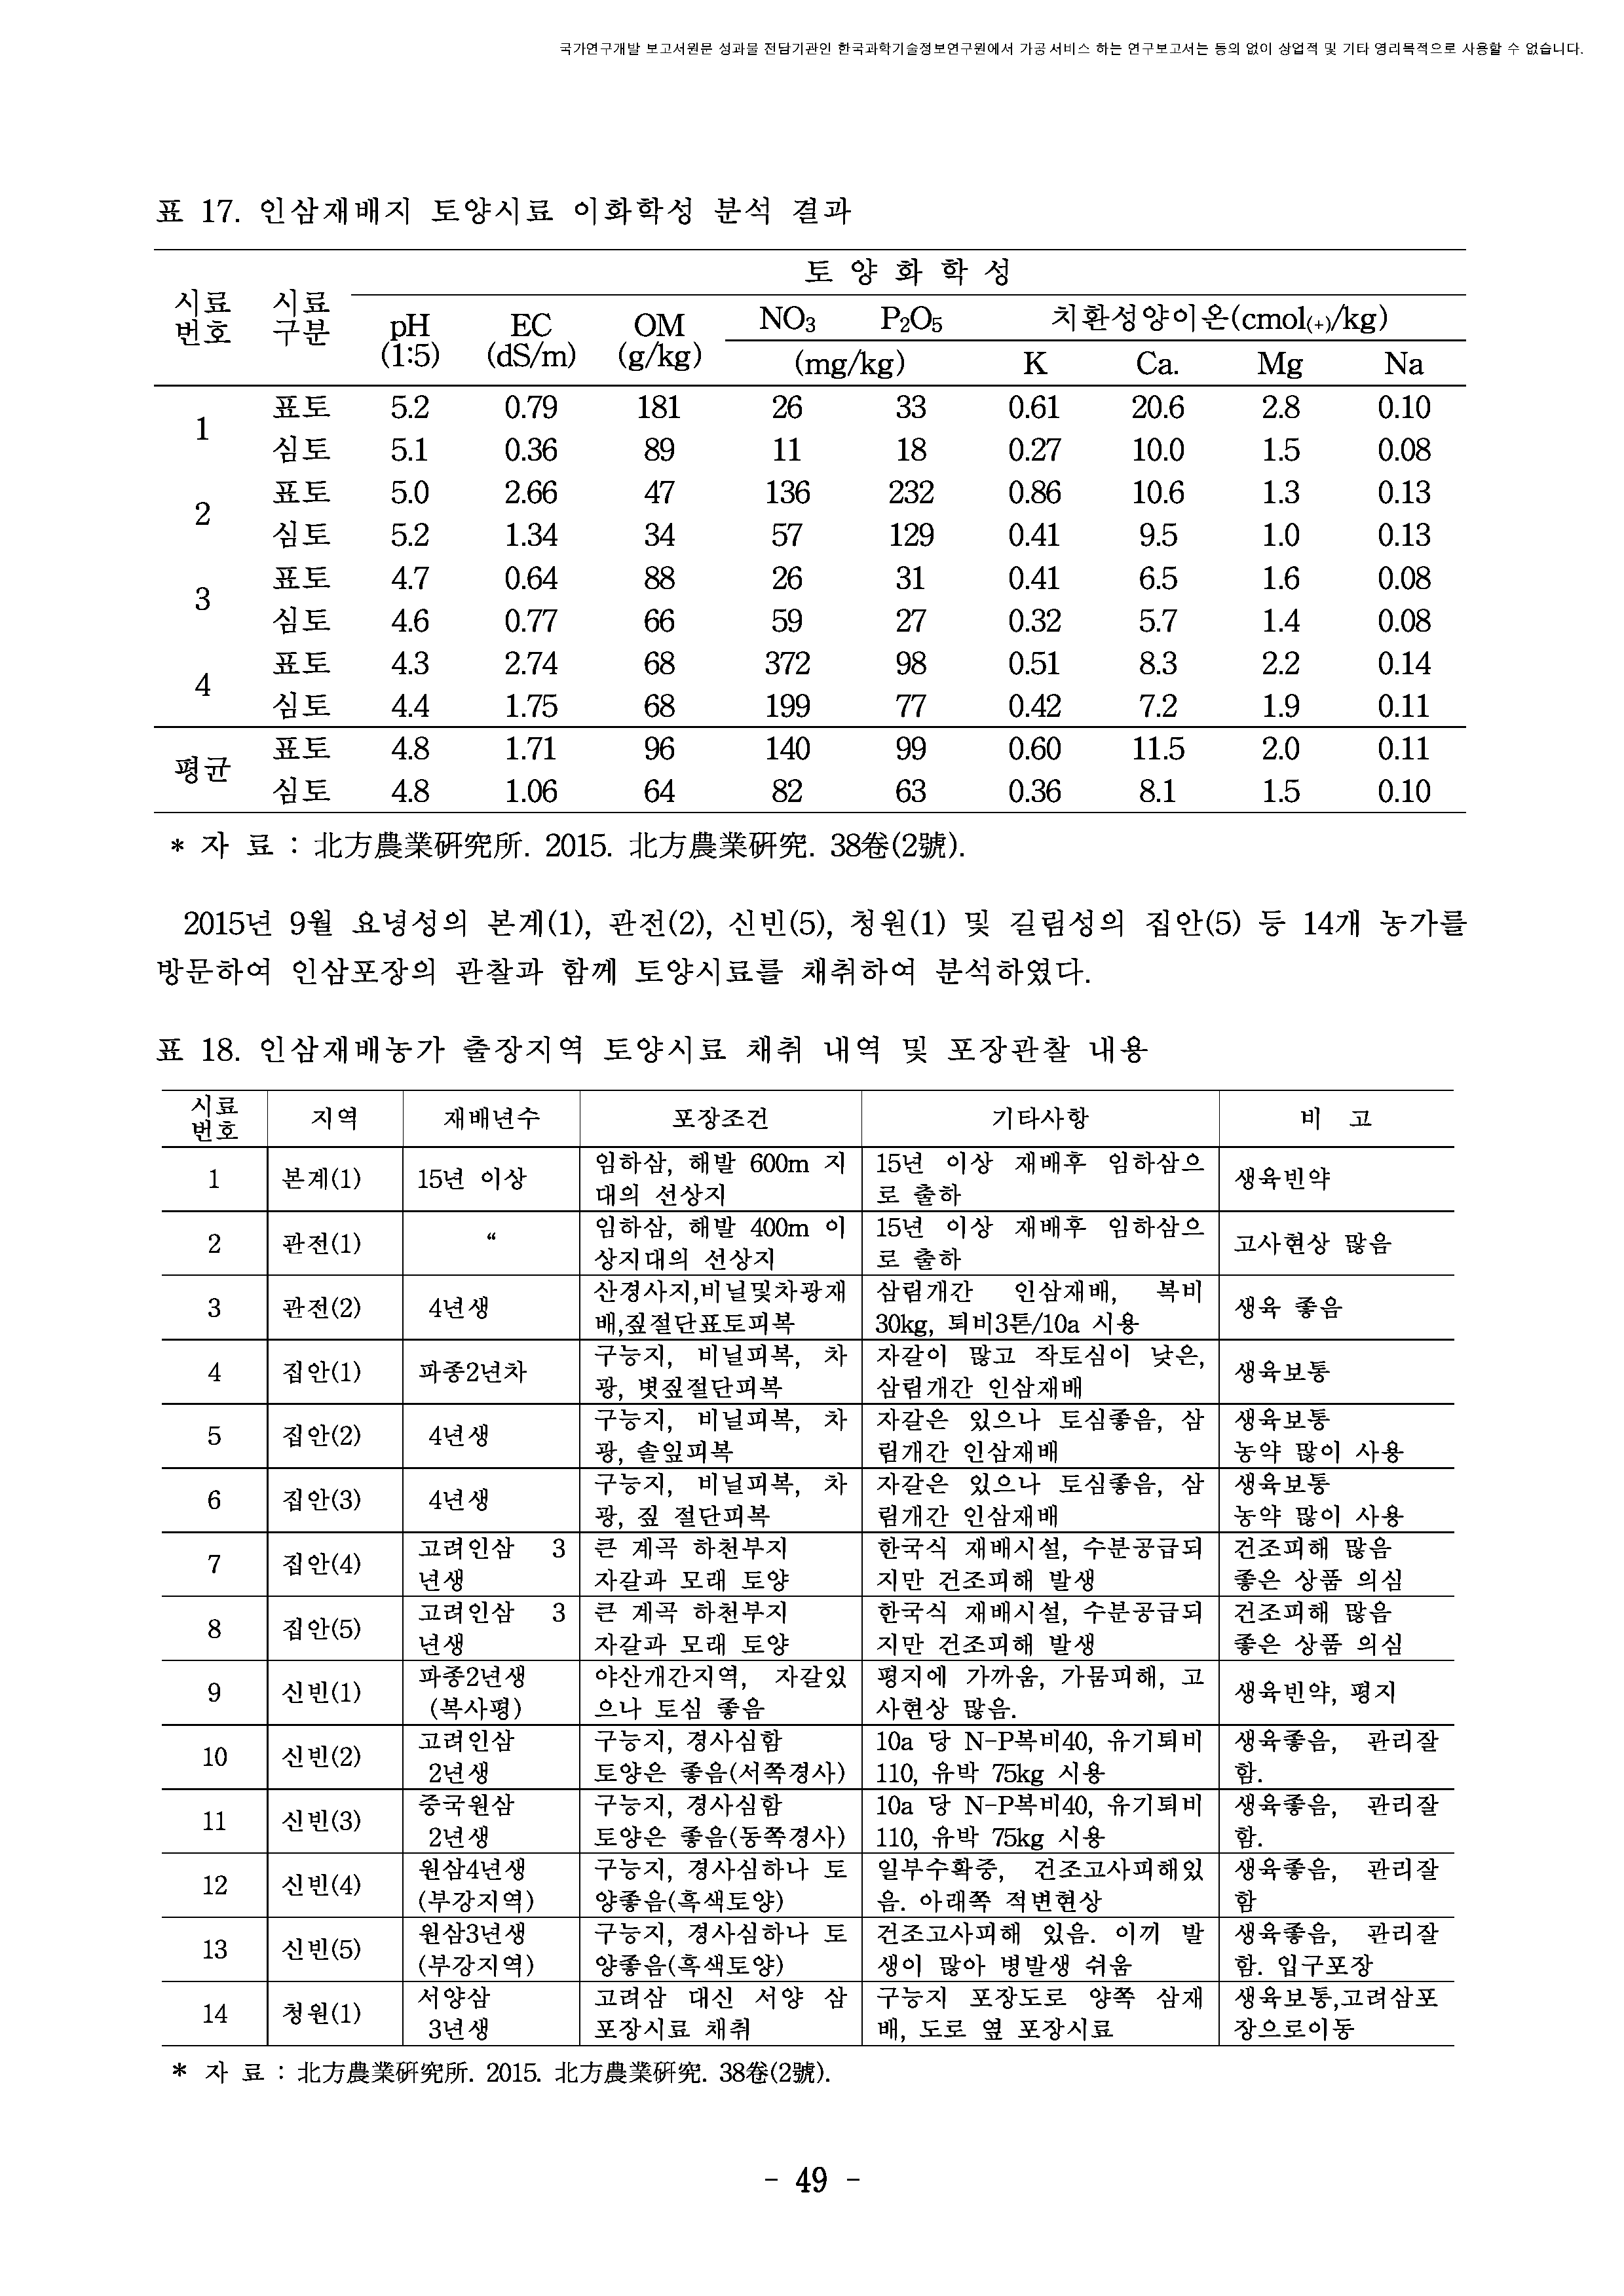 국가연구개발 보고서원문 성과물 전담기관인 한국과학기술정보연구원에서 가공·서비스 하는 연구보고서는 동의 없이 상업적 및 기타 영리목적으로 사용할 수 없습니다.
표 17. 인삼재배지 토양시료 이화학성 분석 결과
시료번호 시료구분 토 양 화 학 성
pH (1:5) EC (dS/m) OM (g/kg) NO3 P2O5 치환성양이온(cmol(+)/kg)
(mg/kg) K Ca. Mg Na
1 표토 5.2 0.79 181 26 33 0.61 20.6 2.8 0.10
심토 5.1 0.36 89 11 18 0.27 10.0 1.5 0.08
2 표토 5.0 2.66 47 136 232 0.86 10.6 1.3 0.13
심토 5.2 1.34 34 57 129 0.41 9.5 1.0 0.13
3 표토 4.7 0.64 88 26 31 0.41 6.5 1.6 0.08
심토 4.6 0.77 66 59 27 0.32 5.7 1.4 0.08
4 표토 4.3 2.74 68 372 98 0.51 8.3 2.2 0.14
심토 4.4 1.75 68 199 77 0.42 7.2 1.9 0.11
평균 표토 4.8 1.71 96 140 99 0.60 11.5 2.0 0.11
심토 4.8 1.06 64 82 63 0.36 8.1 1.5 0.10
* 자 료 : 北方農業硏究所. 2015. 北方農業硏究. 38卷(2號).
2015년 9월 요녕성의 본계(1), 관전(2), 신빈(5), 청원(1) 및 길림성의 집안(5) 등 14개 농가를
방문하여 인삼포장의 관찰과 함께 토양시료를 채취하여 분석하였다.
표 18. 인삼재배농가 출장지역 토양시료 채취 내역 및 포장관찰 내용
시료번호 지역 재배년수 포장조건 기타사항 비 고
1 본계(1) 15년 이상 임하삼, 해발 600m 지대의 선상지 15년 이상 재배후 임하삼으로 출하 생육빈약
2 관전(1) “ 임하삼, 해발 400m 이상지대의 선상지 15년 이상 재배후 임하삼으로 출하 고사현상 많음
3 관전(2) 4년생 산경사지,비닐및차광재배,짚절단표토피복 삼림개간 인삼재배, 복비 30kg, 퇴비3톤/10a 시용 생육 좋음
4 집안(1) 파종2년차 구능지, 비닐피복, 차광, 볏짚절단피복 자갈이 많고 작토심이 낮은, 삼림개간 인삼재배 생육보통
5 집안(2) 4년생 구능지, 비닐피복, 차광, 솔잎피복 자갈은 있으나 토심좋음, 삼림개간 인삼재배 생육보통 농약 많이 사용
6 집안(3) 4년생 구능지, 비닐피복, 차광, 짚 절단피복 자갈은 있으나 토심좋음, 삼림개간 인삼재배 생육보통 농약 많이 사용
7 집안(4) 고려인삼 3년생 큰 계곡 하천부지 자갈과 모래 토양 한국식 재배시설, 수분공급되지만 건조피해 발생 건조피해 많음 좋은 상품 의심
8 집안(5) 고려인삼 3년생 큰 계곡 하천부지 자갈과 모래 토양 한국식 재배시설, 수분공급되지만 건조피해 발생 건조피해 많음 좋은 상품 의심
9 신빈(1) 파종2년생 (복사평) 야산개간지역, 자갈있으나 토심 좋음 평지에 가까움, 가뭄피해, 고사현상 많음. 생육빈약, 평지
10 신빈(2) 고려인삼 2년생 구능지, 경사심함 토양은 좋음(서쪽경사) 10a 당 N-P복비40, 유기퇴비 110, 유박 75kg 시용 생육좋음, 관리잘함.
11 신빈(3) 중국원삼 2년생 구능지, 경사심함 토양은 좋음(동쪽경사) 10a 당 N-P복비40, 유기퇴비 110, 유박 75kg 시용 생육좋음, 관리잘함.
12 신빈(4) 원삼4년생 (부강지역) 구능지, 경사심하나 토양좋음(흑색토양) 일부수확중, 건조고사피해있음. 아래쪽 적변현상 생육좋음, 관리잘함
13 신빈(5) 원삼3년생 (부강지역) 구능지, 경사심하나 토양좋음(흑색토양) 건조고사피해 있음. 이끼 발생이 많아 병발생 쉬움 생육좋음, 관리잘함. 입구포장
14 청원(1) 서양삼 3년생 고려삼 대신 서양 삼포장시료 채취 구능지 포장도로 양쪽 삼재배, 도로 옆 포장시료 생육보통,고려삼포장으로이동
* 자 료 : 北方農業硏究所. 2015. 北方農業硏究. 38卷(2號).
- 49 -